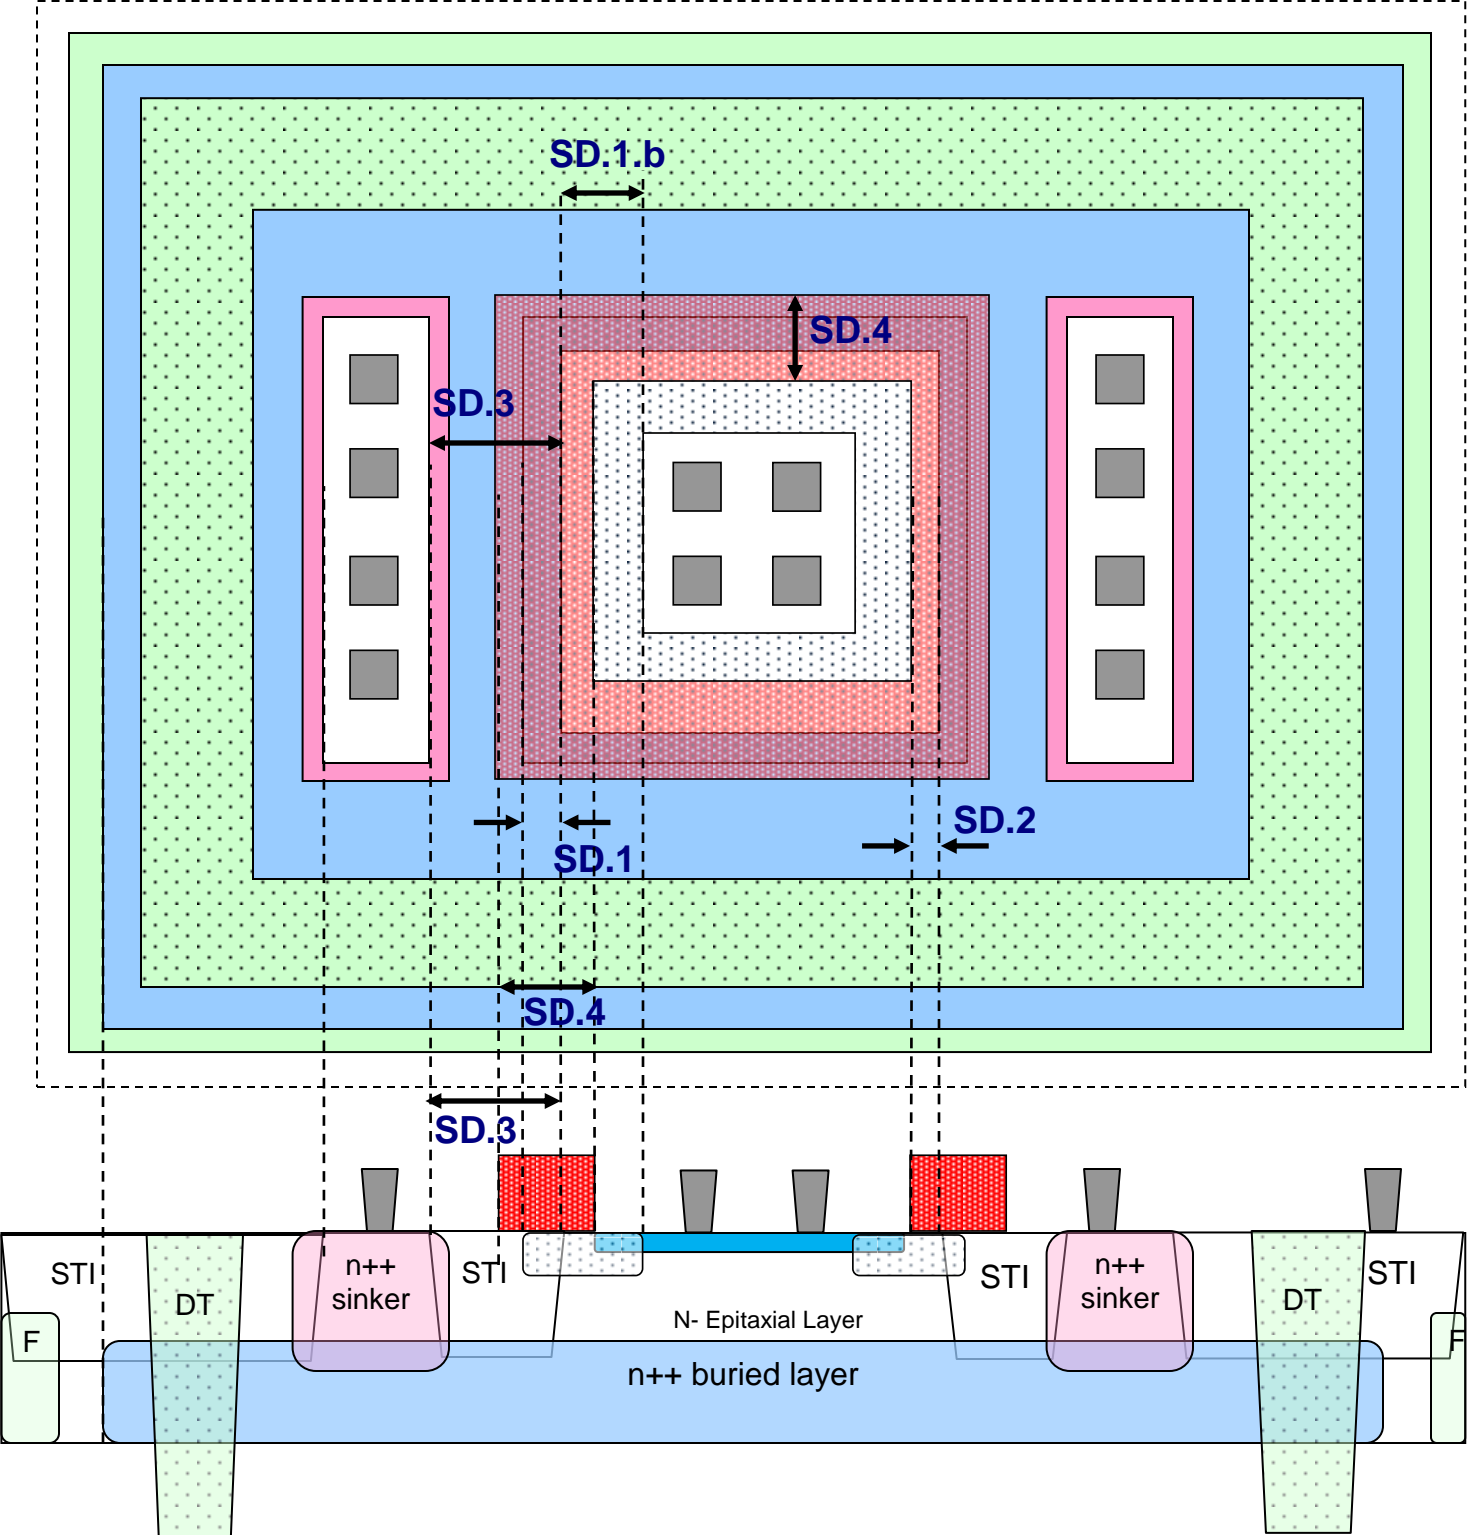 SD.1.b
SD.4
SD.3
SD.2
SD.1
SD.4
SD.3
STI
DT
n++
sinker
STI
N- Epitaxial Layer
n++ buried layer
STI
n++
sinker
DT
STI
F
F